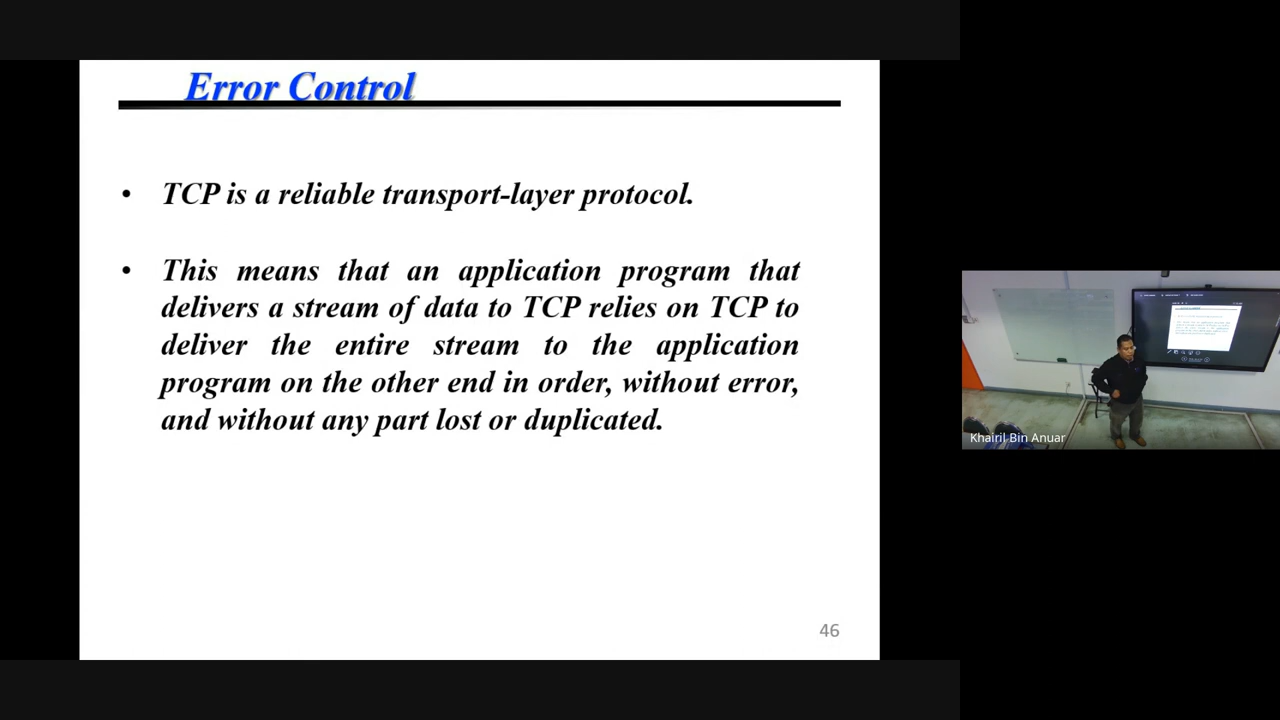 Error Control
• TCP is a reliable transport-layer protocol.
• This means that an application program that
delivers a stream of data to TCP relies on TCP to
deliver the entire stream to the application
program on the other end in order, without error,
and without any part lost or duplicated.
46
Khairil Bin Anuar